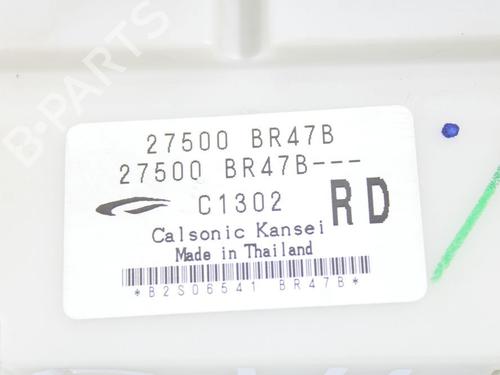 B-PARTS
27500 BR47B
27500 BR47B---
C1302 RD
Calsonic Kansei
Made in Thailand
*B2S06541 BR47B*